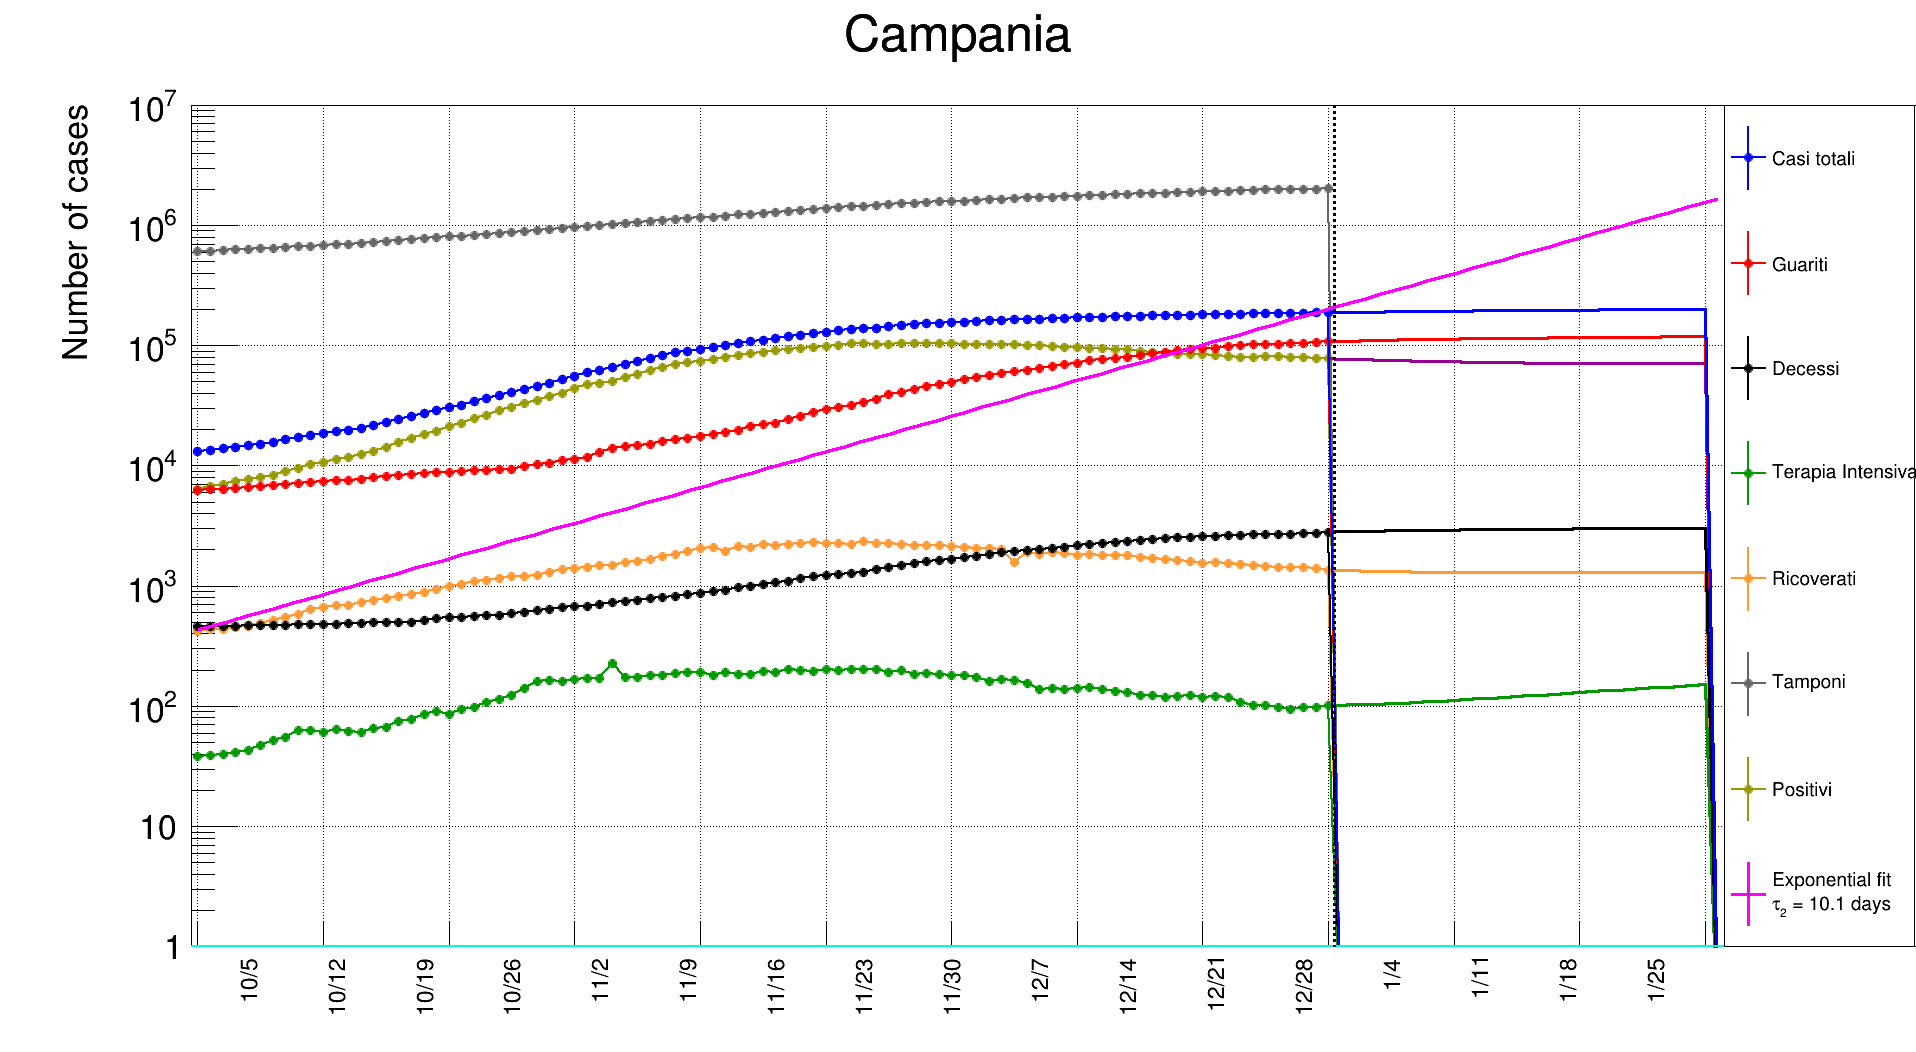 Campania
Number of cases
10^7
10^6
10^5
10^4
10^3
10^2
10
1
10/5
10/12
10/19
10/26
11/2
11/9
11/16
11/23
11/30
12/7
12/14
12/21
12/28
1/4
1/11
1/18
1/25
Casi totali
Guariti
Decessi
Terapia Intensiva
Ricoverati
Tamponi
Positivi
Exponential fit
τ_2 = 10.1 days